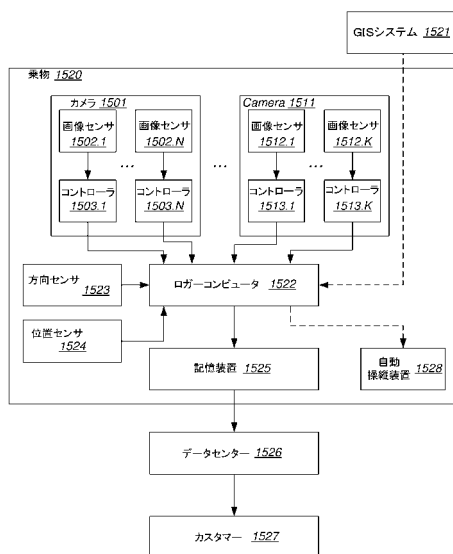 GISシステム 1521
乗物 1520
カメラ 1501
Camera 1511
画像センサ
1502.1
画像センサ
1502.N
画像センサ
1512.1
画像センサ
1512.K
...
...
...
コントローラ
1503.1
コントローラ
1503.N
コントローラ
1513.1
コントローラ
1513.K
...
...
方向センサ
1523
ロガーコンピュータ 1522
位置センサ
1524
記憶装置 1525
自動
操縦装置 1528
データセンター 1526
カスタマー 1527